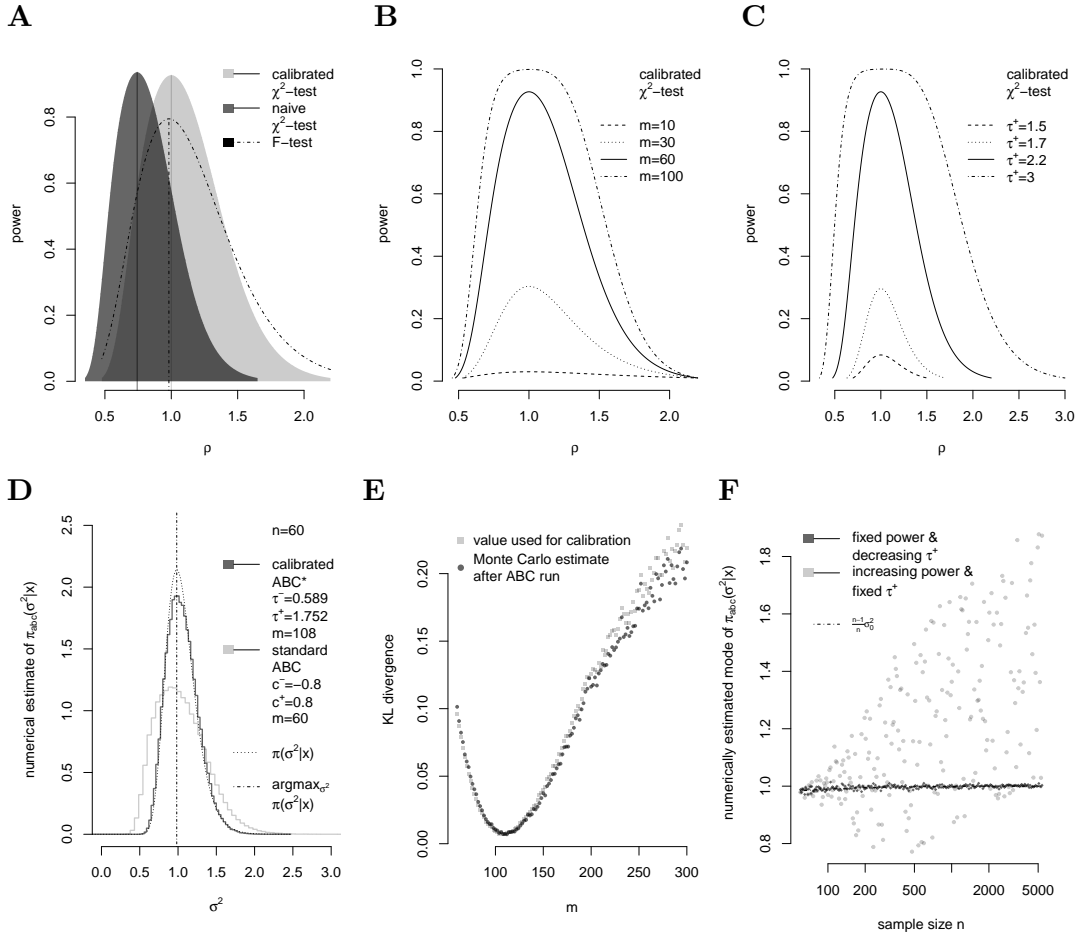 A
power
0.0
0.2
0.4
0.6
0.8
0.5
1.0
1.5
2.0
ρ
calibrated
χ²−test
naive
χ²−test
F−test
B
power
0.0
0.2
0.4
0.6
0.8
1.0
0.5
1.0
1.5
2.0
ρ
calibrated
χ²−test
m=10
m=30
m=60
m=100
C
power
0.0
0.2
0.4
0.6
0.8
1.0
0.5
1.0
1.5
2.0
2.5
3.0
ρ
calibrated
χ²−test
τ⁺=1.5
τ⁺=1.7
τ⁺=2.2
τ⁺=3
D
numerical estimate of π_abc(σ²|x)
0.0
0.5
1.0
1.5
2.0
2.5
0.0
0.5
1.0
1.5
2.0
2.5
3.0
σ²
n=60
calibrated
ABC*
τ⁻=0.589
τ⁺=1.752
m=108
standard
ABC
c⁻=−0.8
c⁺=0.8
m=60
π(σ²|x)
argmax_σ²
π(σ²|x)
E
KL divergence
0.00
0.05
0.10
0.15
0.20
100
150
200
250
300
m
value used for calibration
Monte Carlo estimate
after ABC run
F
numerically estimated mode of π_abc(σ²|x)
0.8
1.0
1.2
1.4
1.6
1.8
100
200
500
2000
5000
sample size n
fixed power &
decreasing τ⁺
increasing power &
fixed τ⁺
n−1/n σ₀²